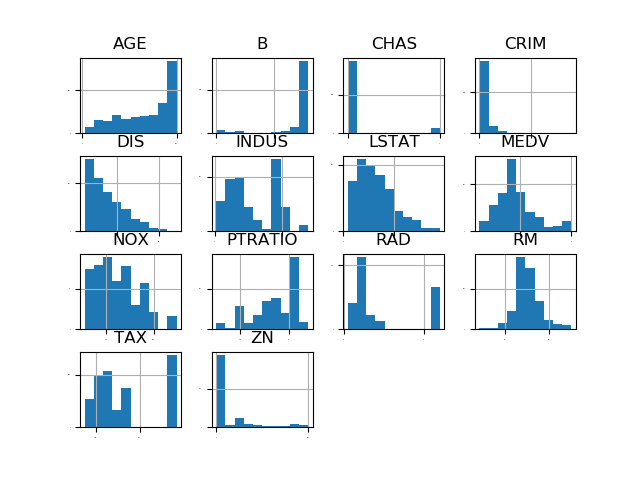 AGE B CHAS CRIM
DIS INDUS LSTAT MEDV
NOX PTRATIO RAD RM
TAX ZN